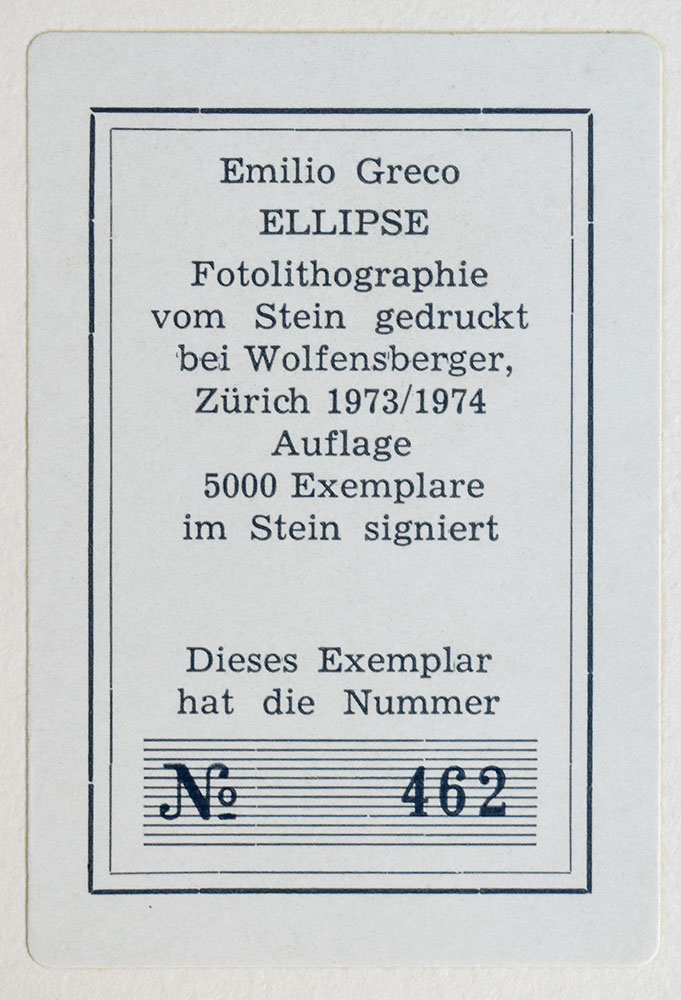 Emilio Greco
ELLIPSE
Fotolithographie
vom Stein gedruckt
bei Wolfensberger,
Zürich 1973/1974
Auflage
5000 Exemplare
im Stein signiert
Dieses Exemplar
hat die Nummer
№ 462